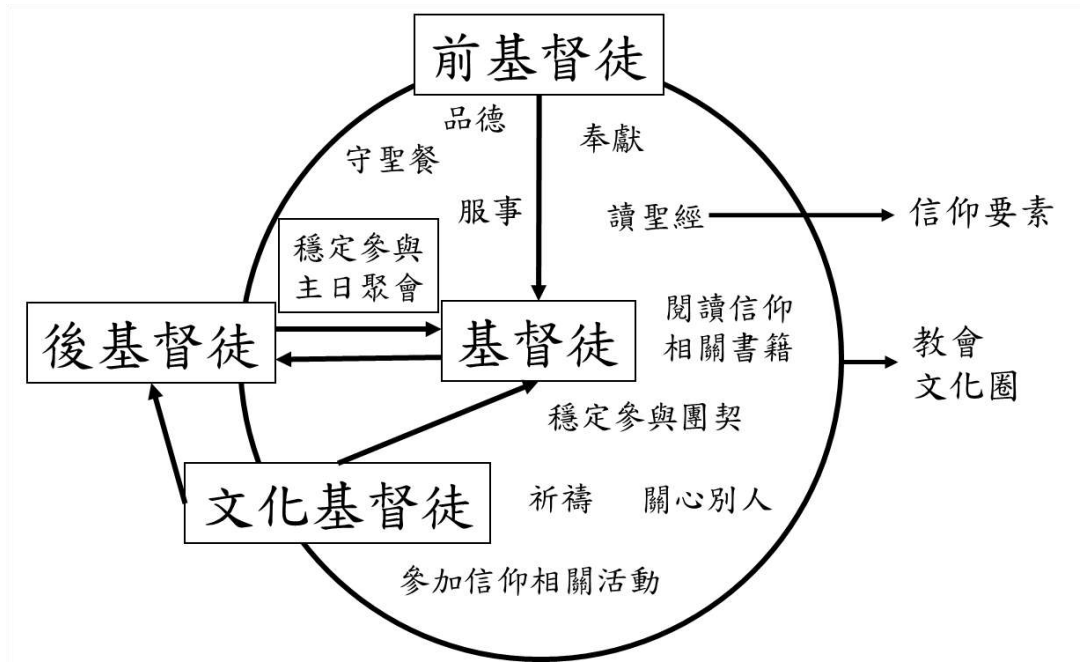 前基督徒
品德
奉獻
守聖餐
服事
讀聖經
信仰要素
穩定參與
主日聚會
後基督徒
基督徒
閱讀信仰
相關書籍
教會
文化圈
穩定參與團契
文化基督徒
祈禱
關心別人
參加信仰相關活動